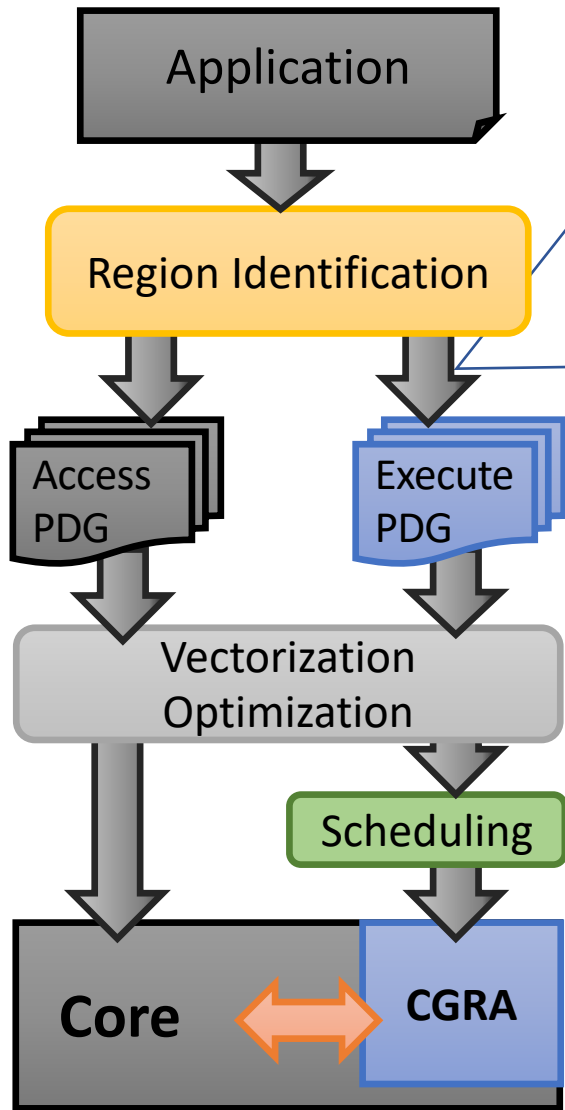 Application
Region Identification
Access
PDG
Execute
PDG
Vectorization
Optimization
Scheduling
Core
CGRA